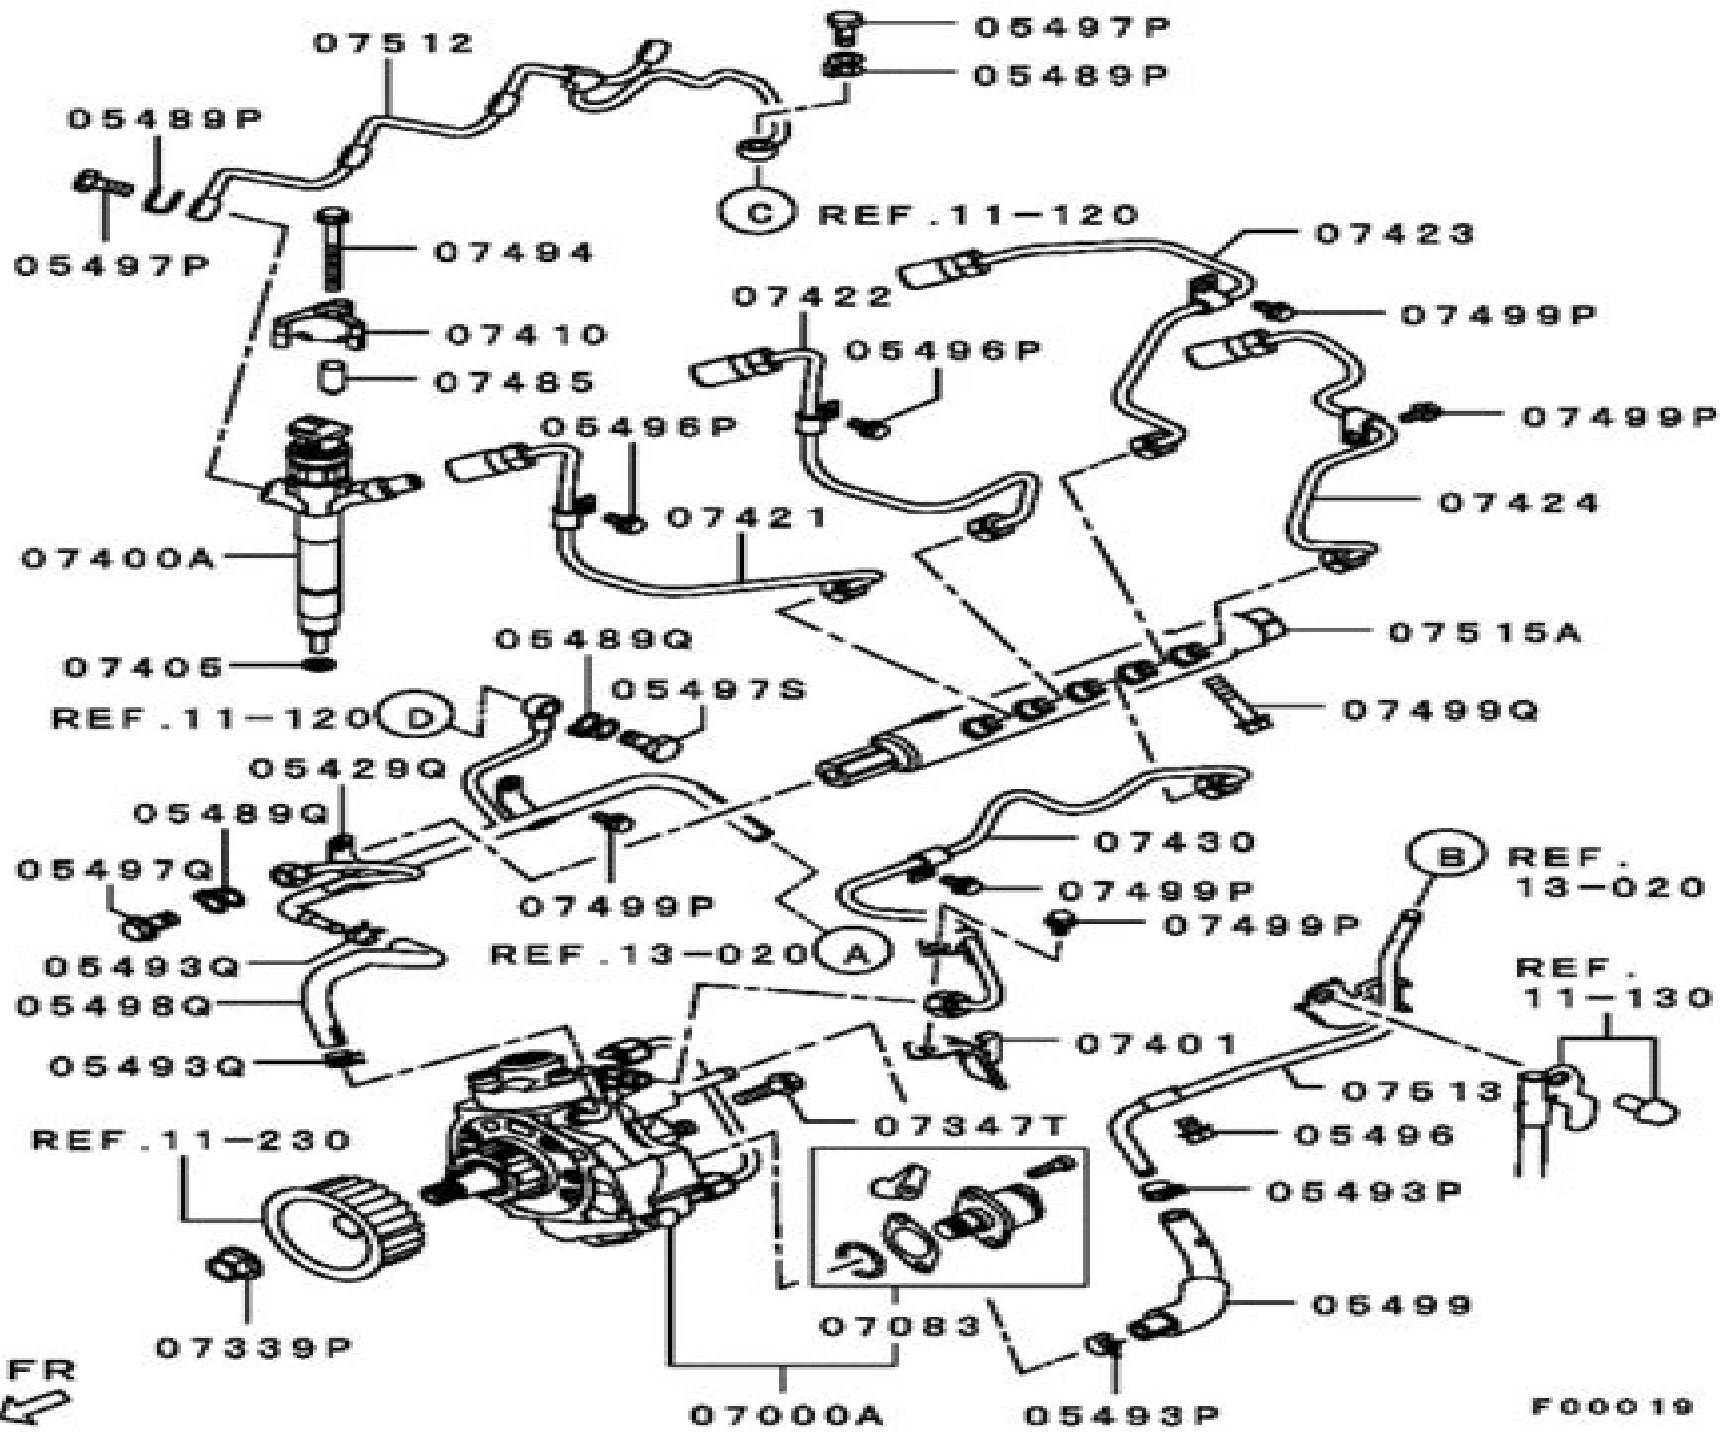 05497P
07512
05489P
05489P
C REF.11-120
07423
07494
05497P
07422
07499P
07410
05496P
07485
07499P
05496P
07424
07421
07400A
07515A
05489Q
07405
05497S
07499Q
REF.11-120 D
05429Q
05489Q
07430
B REF.
13-020
05497Q
07499P
07499P
07499P
REF.13-020 A
05493Q
REF.
11-130
05498Q
07401
05493Q
07513
07347T
05496
REF.11-230
05493P
05499
07083
07339P
FR
07000A
05493P
F00019